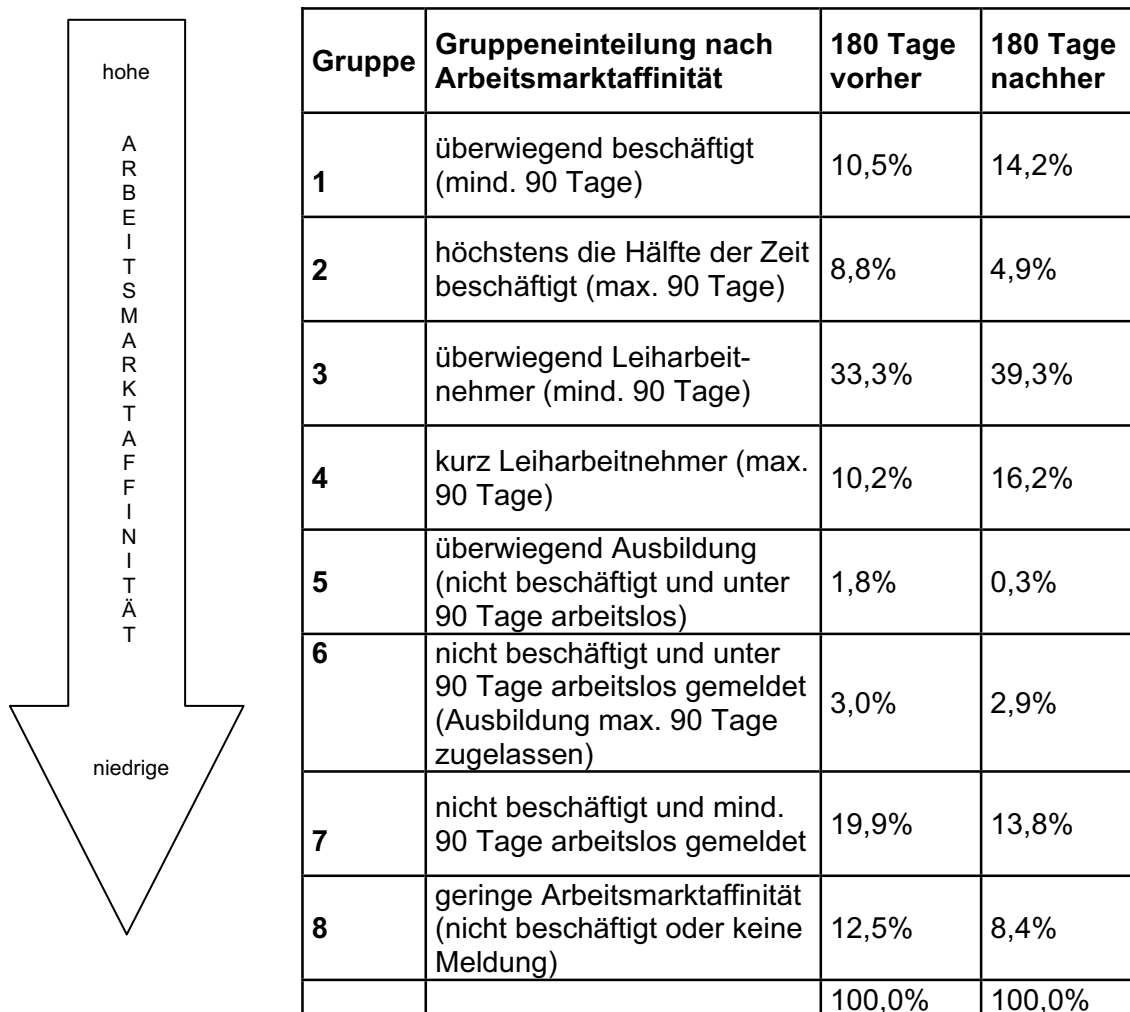 hohe
ARBEITSMARKTAFFINITÄT
niedrige
Gruppe Gruppeneinteilung nach Arbeitsmarktaffinität 180 Tage vorher 180 Tage nachher
1 überwiegend beschäftigt (mind. 90 Tage) 10,5% 14,2%
2 höchstens die Hälfte der Zeit beschäftigt (max. 90 Tage) 8,8% 4,9%
3 überwiegend Leiharbeit-nehmer (mind. 90 Tage) 33,3% 39,3%
4 kurz Leiharbeitnehmer (max. 90 Tage) 10,2% 16,2%
5 überwiegend Ausbildung (nicht beschäftigt und unter 90 Tage arbeitslos) 1,8% 0,3%
6 nicht beschäftigt und unter 90 Tage arbeitslos gemeldet (Ausbildung max. 90 Tage zugelassen) 3,0% 2,9%
7 nicht beschäftigt und mind. 90 Tage arbeitslos gemeldet 19,9% 13,8%
8 geringe Arbeitsmarktaffinität (nicht beschäftigt oder keine Meldung) 12,5% 8,4%
100,0% 100,0%